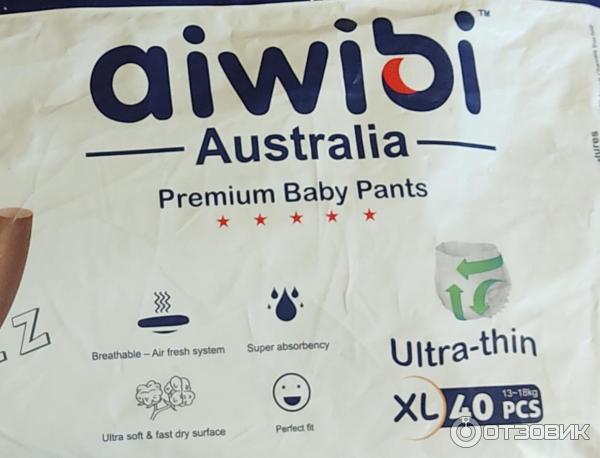 aiwibi™
Australia
Premium Baby Pants
Z Z
Breathable – Air fresh system
Super absorbency
Ultra-thin
Ultra soft & fast dry surface
Perfect fit
XL 40 PCS
13~18kg
ОТЗОВИК